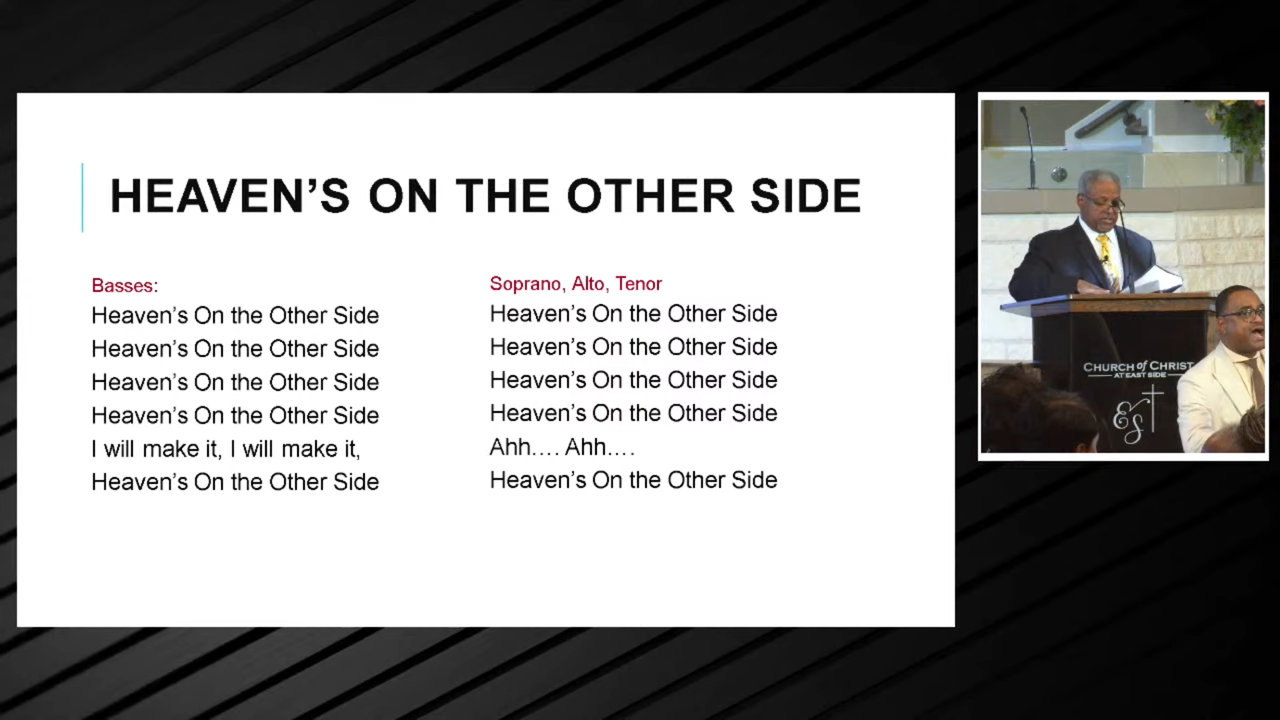 HEAVEN’S ON THE OTHER SIDE
Basses:
Heaven’s On the Other Side
Heaven’s On the Other Side
Heaven’s On the Other Side
Heaven’s On the Other Side
I will make it, I will make it,
Heaven’s On the Other Side
Soprano, Alto, Tenor
Heaven’s On the Other Side
Heaven’s On the Other Side
Heaven’s On the Other Side
Heaven’s On the Other Side
Ahh…. Ahh….
Heaven’s On the Other Side
CHURCH of CHRIST
AT EAST SIDE